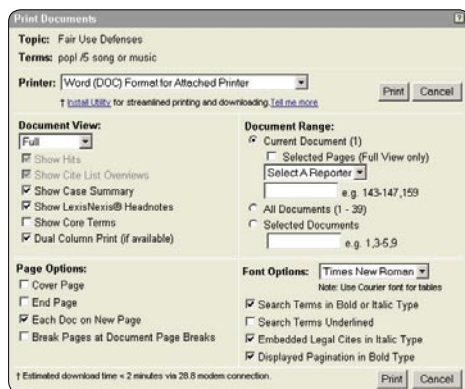 Print Documents ?
Topic: Fair Use Defenses
Terms: pop! /5 song or music
Printer: Word (DOC) Format for Attached Printer
Print Cancel
† Install Utility for streamlined printing and downloading. Tell me more
Document View:
Full
Show Hits
Show Cite List Overviews
Show Case Summary
Show LexisNexis® Headnotes
Show Core Terms
Dual Column Print (if available)
Document Range:
Current Document (1)
Selected Pages (Full View only)
Select A Reporter
e.g. 143-147,159
All Documents (1 - 39)
Selected Documents
e.g. 1,3-5,9
Page Options:
Cover Page
End Page
Each Doc on New Page
Break Pages at Document Page Breaks
Font Options: Times New Roman
Note: Use Courier font for tables
Search Terms in Bold or Italic Type
Search Terms Underlined
Embedded Legal Cites in Italic Type
Displayed Pagination in Bold Type
† Estimated download time < 2 minutes via 28.8 modem connection.
Print Cancel